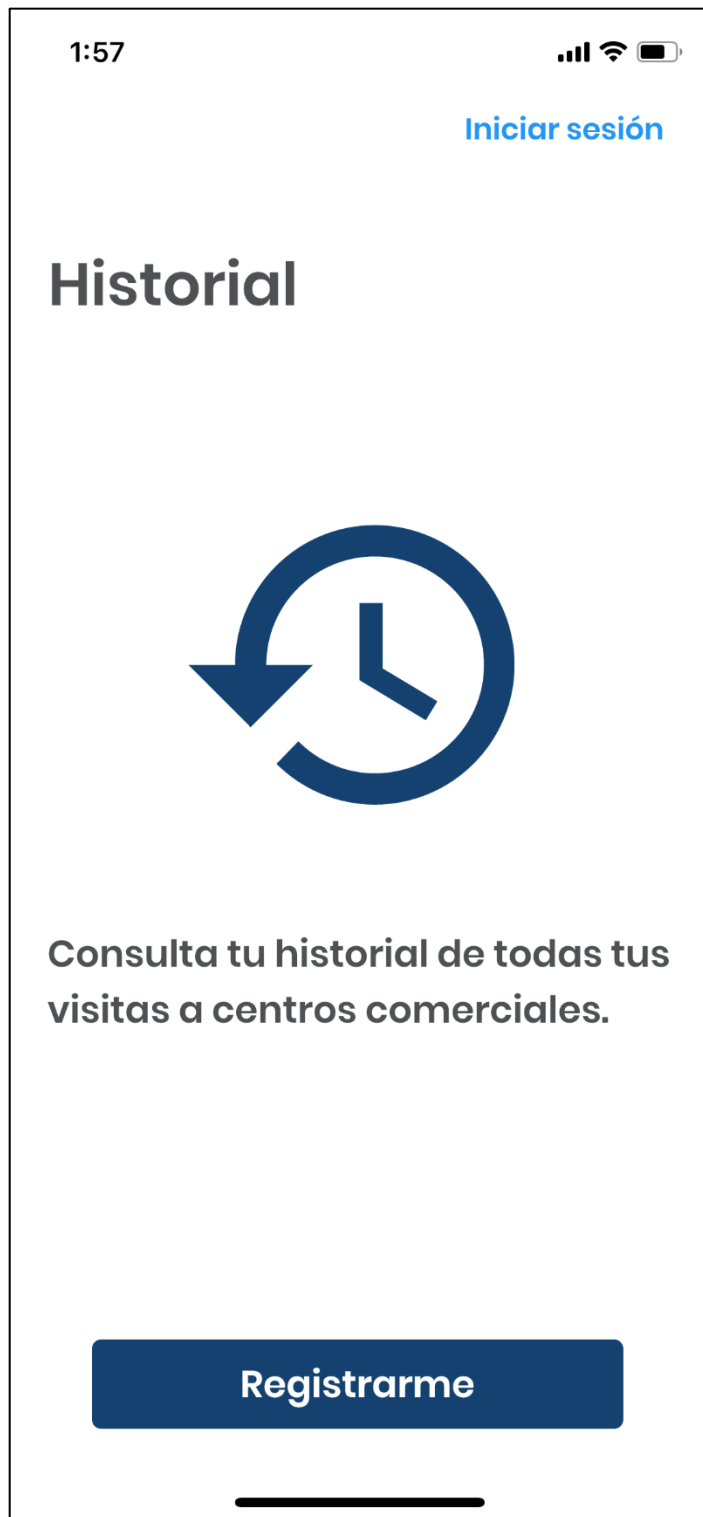 1:57
Iniciar sesión
Historial
Consulta tu historial de todas tus
visitas a centros comerciales.
Registrarme